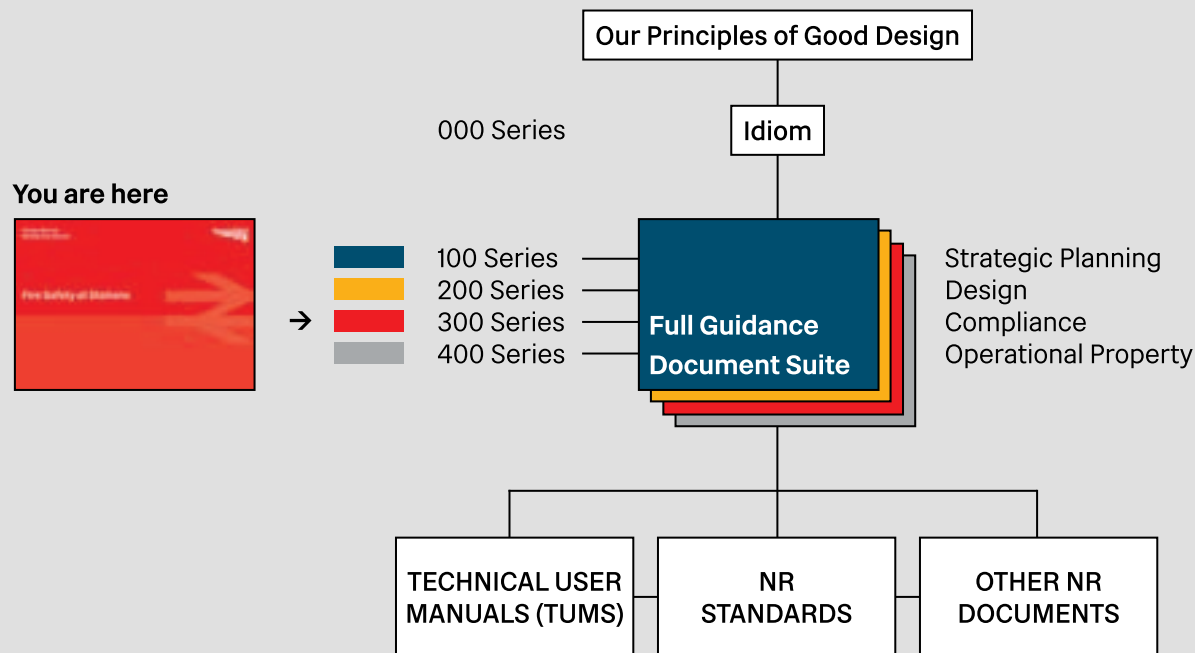 Our Principles of Good Design
000 Series
Idiom
You are here
Fire Safety at Stations
→
100 Series
200 Series
300 Series
400 Series
Full Guidance
Document Suite
Strategic Planning
Design
Compliance
Operational Property
TECHNICAL USER
MANUALS (TUMS)
NR
STANDARDS
OTHER NR
DOCUMENTS